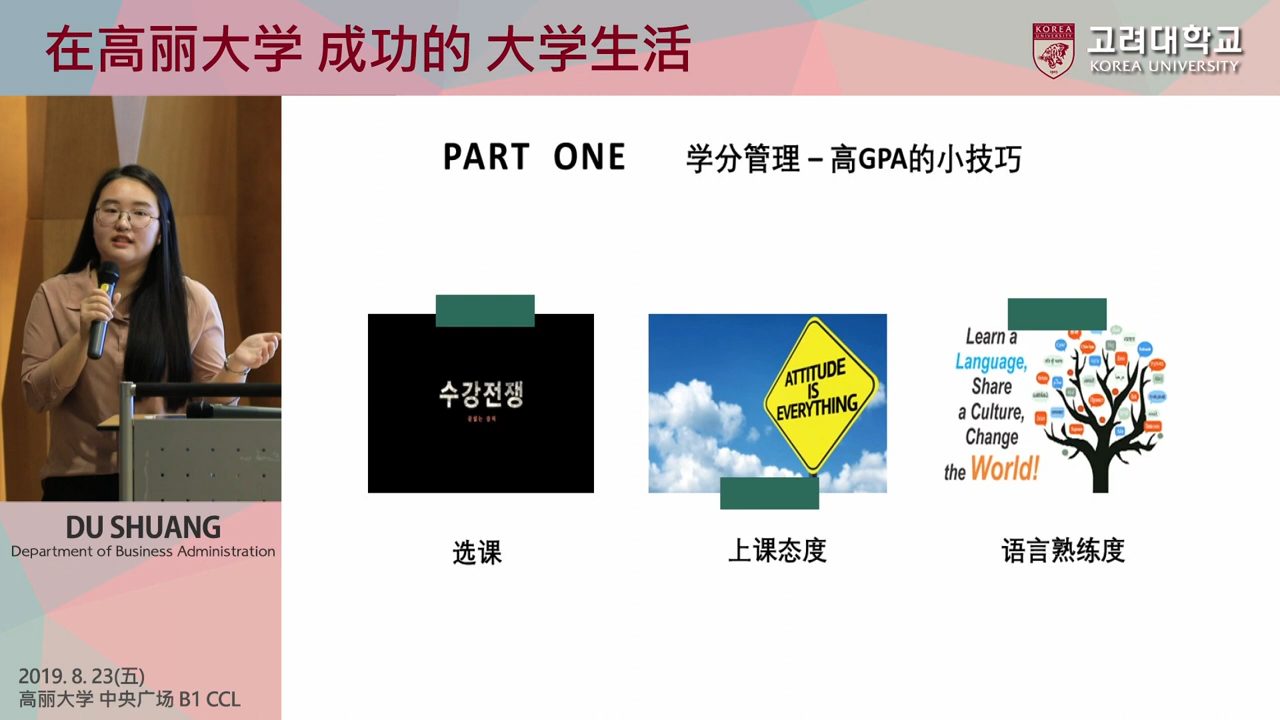 在高丽大学 成功的 大学生活
KOREA
UNIVERSITY
고려대학교
KOREA UNIVERSITY
PART ONE 学分管理 – 高GPA的小技巧
수강전쟁
ATTITUDE
IS
EVERYTHING
Learn a
Language,
Share
a Culture,
Change
the World!
选课
上课态度
语言熟练度
DU SHUANG
Department of Business Administration
2019. 8. 23(五)
高丽大学 中央广场 B1 CCL